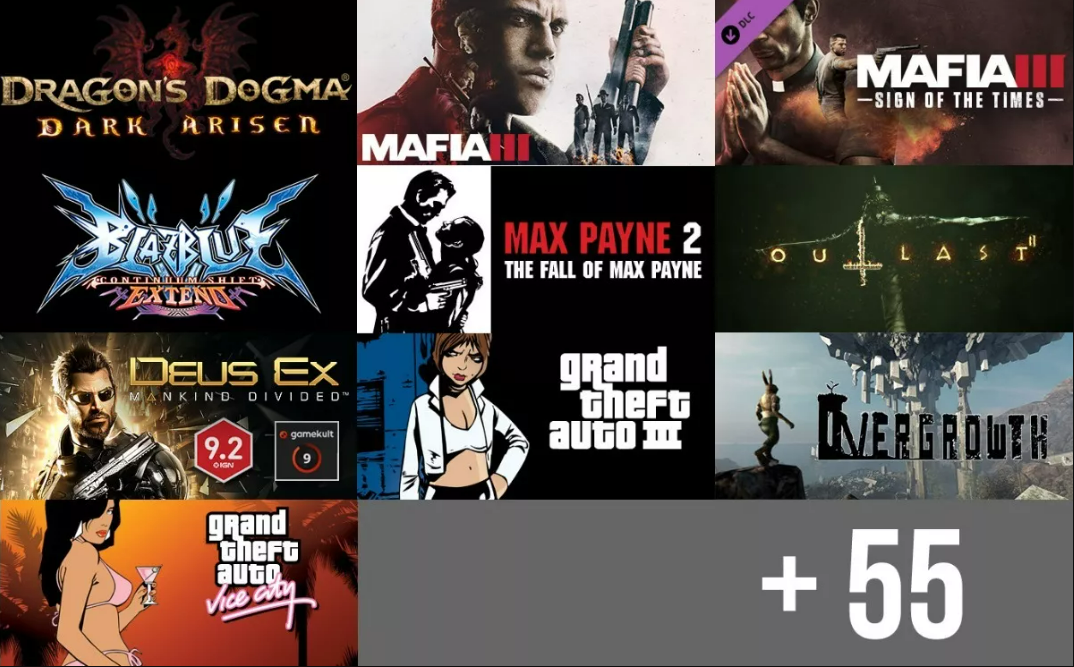 DRAGON'S DOGMA®
DARK ARISEN
MAFIA III
DLC
MAFIA III
SIGN OF THE TIMES
BLAZBLUE
CONTINUUM SHIFT
EXTEND
MAX PAYNE 2
THE FALL OF MAX PAYNE
OUTLAST II
DEUS EX
MANKIND DIVIDED™
9.2
IGN
gamekult
9
grand
theft
auto III
OVERGROWTH
grand
theft
auto
vice city
+ 55